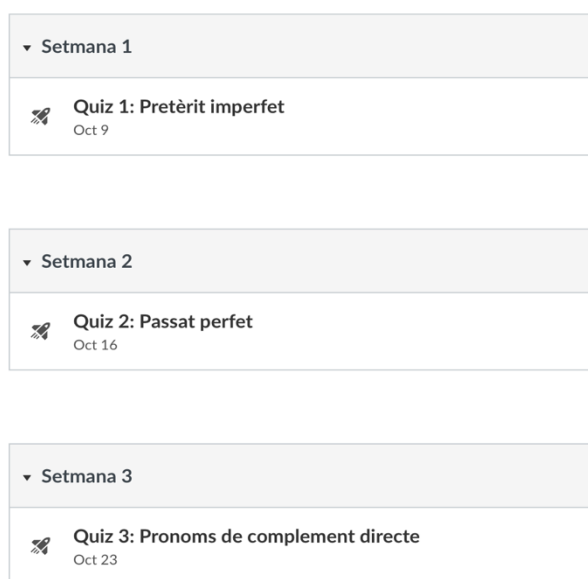 Setmana 1
Quiz 1: Pretèrit imperfet
Oct 9
Setmana 2
Quiz 2: Passat perfet
Oct 16
Setmana 3
Quiz 3: Pronoms de complement directe
Oct 23